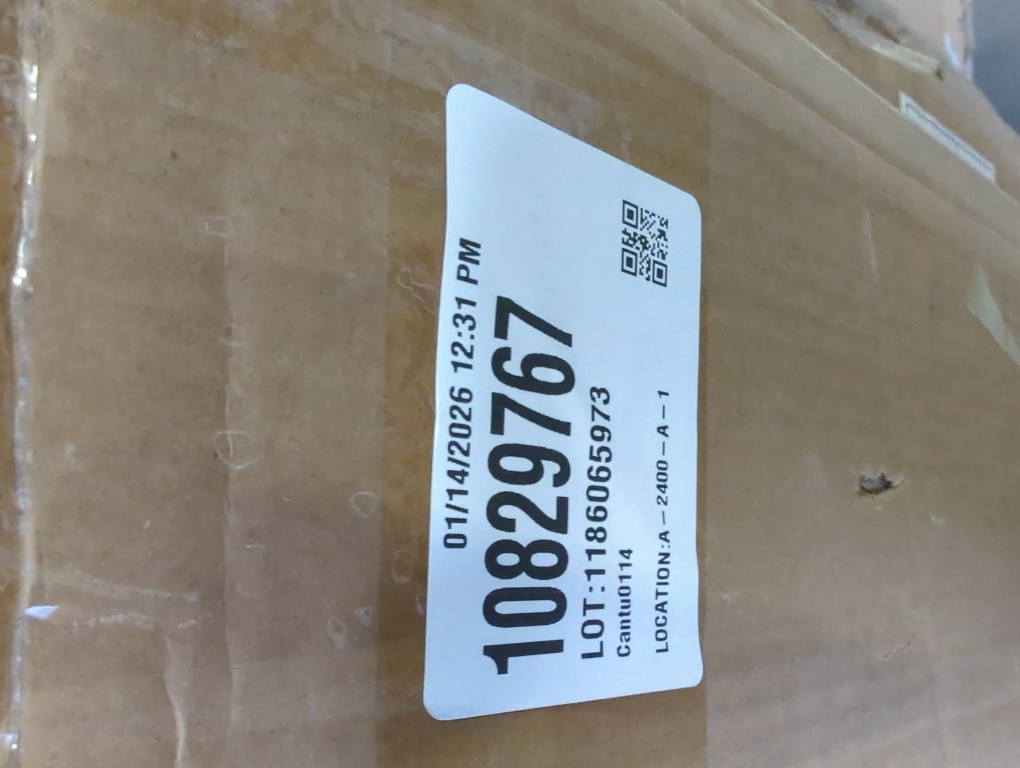 01/14/2026 12:31 PM
10829767
LOT:1186065973
Cantu0114
LOCATION:A-2400-A-1